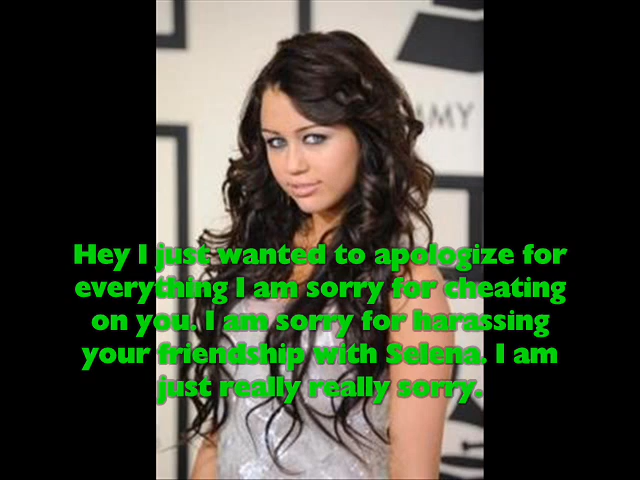 MMY
Hey I just wanted to apologize for
everything I am sorry for cheating
on you. I am sorry for harassing
your friendship with Selena. I am
just really really sorry.